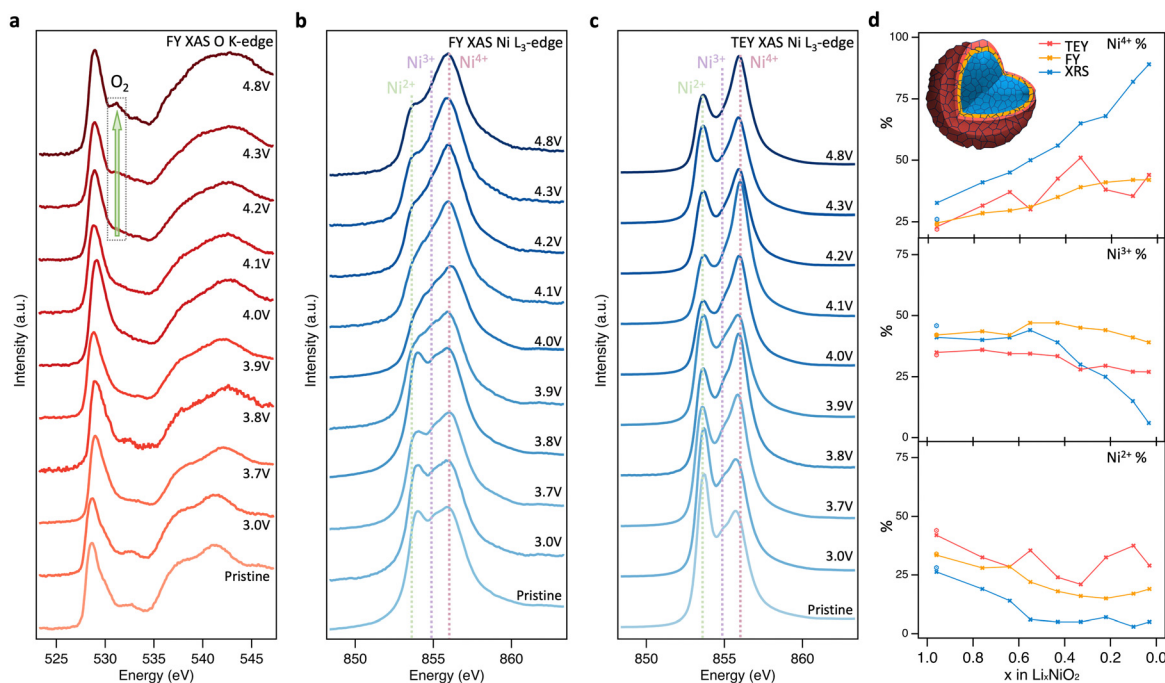 a
FY XAS O K-edge
O₂
4.8V
4.3V
4.2V
4.1V
4.0V
3.9V
3.8V
3.7V
3.0V
Pristine
Intensity (a.u.)
525 530 535 540 545
Energy (eV)
b
FY XAS Ni L₃-edge
Ni²⁺ Ni³⁺ Ni⁴⁺
4.8V
4.3V
4.2V
4.1V
4.0V
3.9V
3.8V
3.7V
3.0V
Pristine
Intensity (a.u.)
850 855 860
Energy (eV)
c
TEY XAS Ni L₃-edge
Ni²⁺ Ni³⁺ Ni⁴⁺
4.8V
4.3V
4.2V
4.1V
4.0V
3.9V
3.8V
3.7V
3.0V
Pristine
Intensity (a.u.)
850 855 860
Energy (eV)
d
TEY
FY
XRS
Ni⁴⁺ %
100
75
50
25
%
Ni³⁺ %
75
50
25
0
%
Ni²⁺ %
75
50
25
0
%
1.0 0.8 0.6 0.4 0.2 0.0
x in LiₓNiO₂